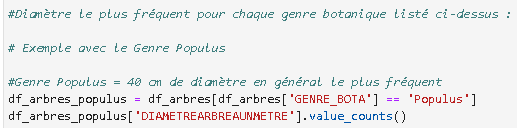 #Diamètre le plus fréquent pour chaque genre botanique listé ci-dessus :
# Exemple avec le Genre Populus
#Genre Populus = 40 cm de diamètre en général le plus fréquent
df_arbres_populus = df_arbres[df_arbres['GENRE_BOTA'] == 'Populus']
df_arbres_populus['DIAMETREARBREAUNMETRE'].value_counts()